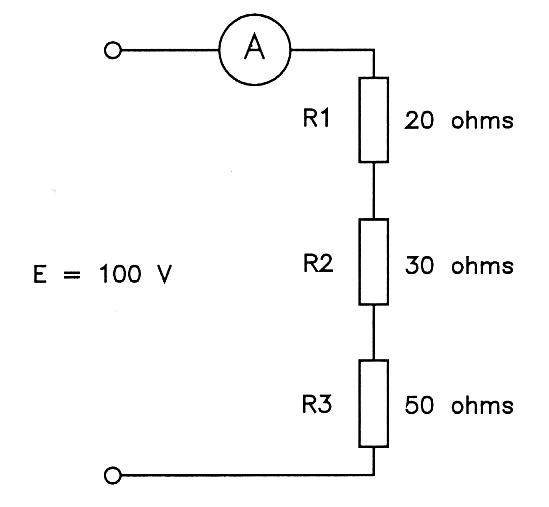 A
R1 20 ohms
R2 30 ohms
E = 100 V
R3 50 ohms